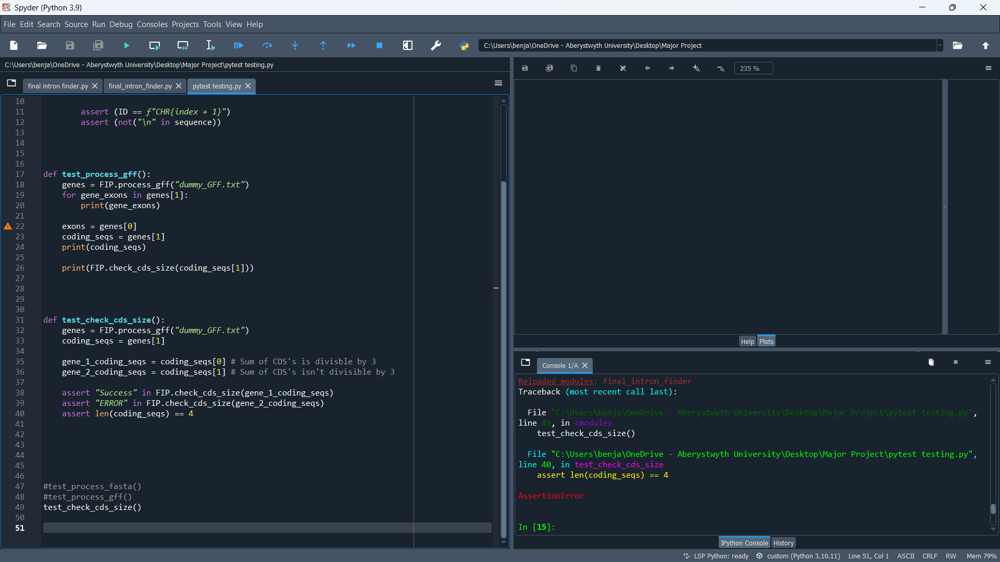 Spyder (Python 3.9)
File Edit Search Source Run Debug Consoles Projects Tools View Help
C:\Users\benja\OneDrive - Aberystwyth University\Desktop\Major Project
C:\Users\benja\OneDrive - Aberystwyth University\Desktop\Major Project\pytest testing.py
final intron finder.py
final_intron_finder.py
pytest testing.py
10
11 assert (ID == f"CHR{index + 1}")
12 assert (not("\n" in sequence))
13
14
15
16
17 def test_process_gff():
18 genes = FIP.process_gff("dummy_GFF.txt")
19 for gene_exons in genes[1]:
20 print(gene_exons)
21
22 exons = genes[0]
23 coding_seqs = genes[1]
24 print(coding_seqs)
25
26 print(FIP.check_cds_size(coding_seqs[1]))
27
28
29
30
31 def test_check_cds_size():
32 genes = FIP.process_gff("dummy_GFF.txt")
33 coding_seqs = genes[1]
34
35 gene_1_coding_seqs = coding_seqs[0] # Sum of CDS's is divisble by 3
36 gene_2_coding_seqs = coding_seqs[1] # Sum of CDS's isn't divisible by 3
37
38 assert "Success" in FIP.check_cds_size(gene_1_coding_seqs)
39 assert "ERROR" in FIP.check_cds_size(gene_2_coding_seqs)
40 assert len(coding_seqs) == 4
41
42
43
44
45
46
47 #test_process_fasta()
48 #test_process_gff()
49 test_check_cds_size()
50
51
235 %
Help Plots
Console 1/A
Reloaded modules: final_intron_finder
Traceback (most recent call last):
File "C:\Users\benja\OneDrive - Aberystwyth University\Desktop\Major Project\pytest testing.py",
line 49, in <module>
test_check_cds_size()
File "C:\Users\benja\OneDrive - Aberystwyth University\Desktop\Major Project\pytest testing.py",
line 40, in test_check_cds_size
assert len(coding_seqs) == 4
AssertionError
In [15]:
IPython Console History
LSP Python: ready custom (Python 3.10.11) Line 51, Col 1 ASCII CRLF RW Mem 79%